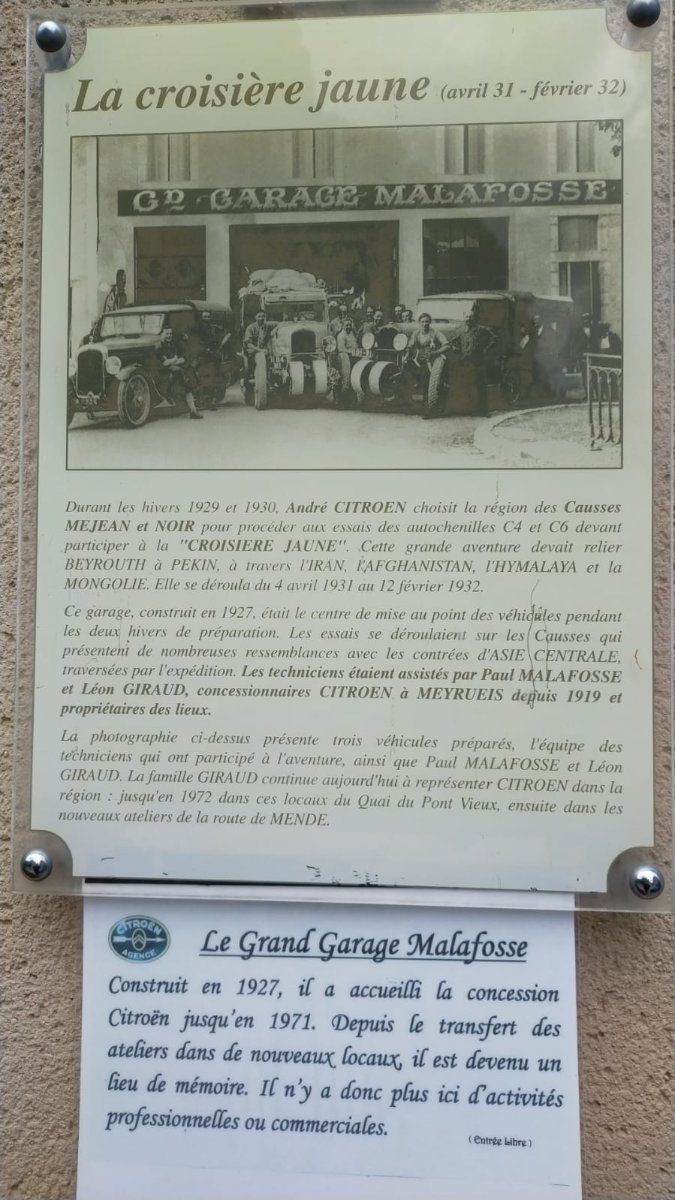 La croisière jaune (avril 31 - février 32)
GD GARAGE MALAFOSSE
Durant les hivers 1929 et 1930, André CITROEN choisit la région des Causses
MEJEAN et NOIR pour procéder aux essais des autochenilles C4 et C6 devant
participer à la "CROISIERE JAUNE". Cette grande aventure devait relier
BEYROUTH à PEKIN, à travers l'IRAN, l'AFGHANISTAN, l'HYMALAYA et la
MONGOLIE. Elle se déroula du 4 avril 1931 au 12 février 1932.
Ce garage, construit en 1927, était le centre de mise au point des véhicules pendant
les deux hivers de préparation. Les essais se déroulaient sur les Causses qui
présentent de nombreuses ressemblances avec les contrées d'ASIE CENTRALE,
traversées par l'expédition. Les techniciens étaient assistés par Paul MALAFOSSE
et Léon GIRAUD, concessionnaires CITROEN à MEYRUEIS depuis 1919 et
propriétaires des lieux.
La photographie ci-dessus présente trois véhicules préparés, l'équipe des
techniciens qui ont participé à l'aventure, ainsi que Paul MALAFOSSE et Léon
GIRAUD. La famille GIRAUD continue aujourd'hui à représenter CITROEN dans la
région : jusqu'en 1972 dans ces locaux du Quai du Pont Vieux, ensuite dans les
nouveaux ateliers de la route de MENDE.
CITROËN
AGENCE
Le Grand Garage Malafosse
Construit en 1927, il a accueilli la concession
Citroën jusqu'en 1971. Depuis le transfert des
ateliers dans de nouveaux locaux, il est devenu un
lieu de mémoire. Il n'y a donc plus ici d'activités
professionnelles ou commerciales.
( Entrée Libre )